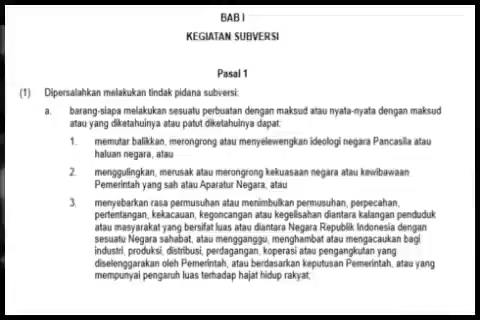 BAB I
KEGIATAN SUBVERSI
Pasal 1
(1) Dipersalahkan melakukan tindak pidana subversi:
a. barang-siapa melakukan sesuatu perbuatan dengan maksud atau nyata-nyata dengan maksud
atau yang diketahuinya atau patut diketahuinya dapat:
1. memutar balikkan, merongrong atau menyelewengkan ideologi negara Pancasila atau
haluan negara, atau
2. menggulingkan, merusak atau merongrong kekuasaan negara atau kewibawaan
Pemerintah yang sah atau Aparatur Negara, atau
3. menyebarkan rasa permusuhan atau menimbulkan permusuhan, perpecahan,
pertentangan, kekacauan, kegoncangan atau kegelisahan diantara kalangan penduduk
atau masyarakat yang bersifat luas atau diantara Negara Republik Indonesia dengan
sesuatu Negara sahabat, atau mengganggu, menghambat atau mengacaukan bagi
industri, produksi, distribusi, perdagangan, koperasi atau pengangkutan yang
diselenggarakan oleh Pemerintah, atau berdasarkan keputusan Pemerintah, atau yang
mempunyai pengaruh luas terhadap hajat hidup rakyat;